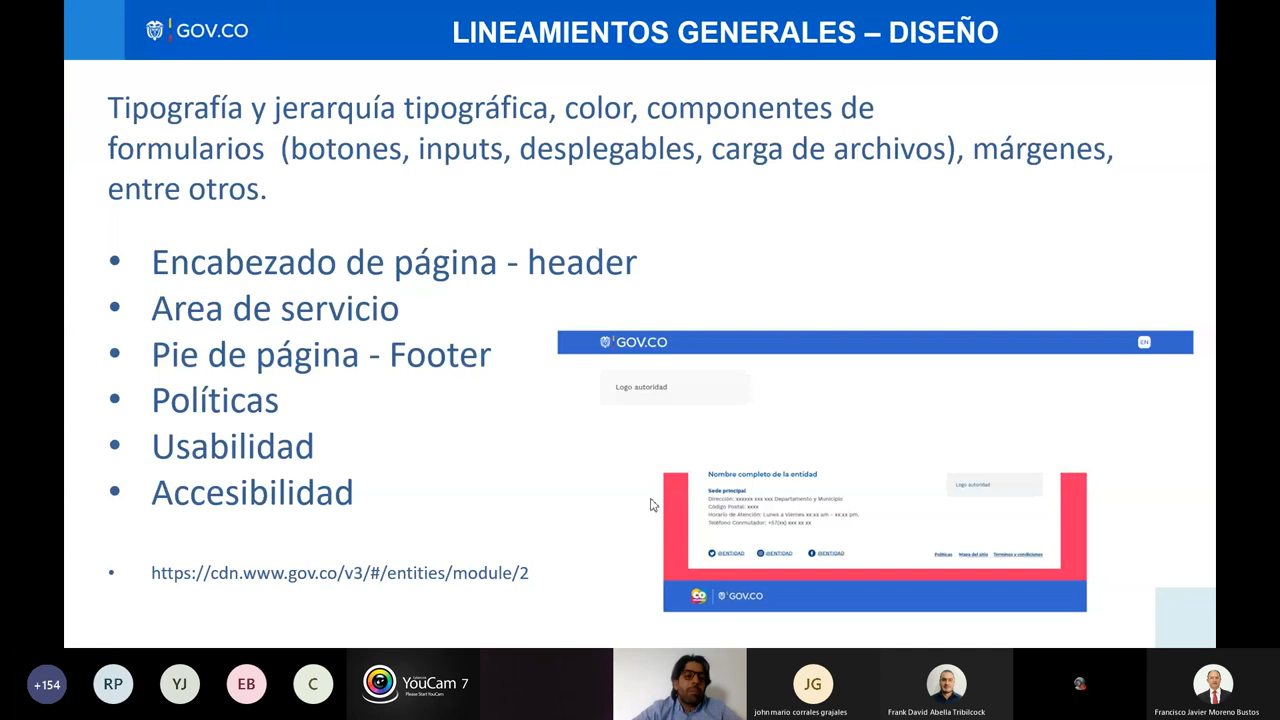 GOV.CO
LINEAMIENTOS GENERALES – DISEÑO
Tipografía y jerarquía tipográfica, color, componentes de
formularios (botones, inputs, desplegables, carga de archivos), márgenes,
entre otros.
• Encabezado de página - header
• Area de servicio
• Pie de página - Footer
• Políticas
• Usabilidad
• Accesibilidad
• https://cdn.www.gov.co/v3/#/entities/module/2
GOV.CO
EN
Logo autoridad
Nombre completo de la entidad
Logo autoridad
Sede principal
Dirección: xxxxxx xxx xxx Departamento y Municipio
Código Postal: xxxx
Horario de Atención: Lunes a Viernes xx:xx am - xx:xx pm.
Teléfono Conmutador: +57(xx) xxx xx xx
@ENTIDAD @ENTIDAD @ENTIDAD
Políticas Mapa del sitio Términos y condiciones
CO
GOV.CO
+154
RP
YJ
EB
C
YouCam 7
Please Start YouCam
JG
john mario corrales grajales
Frank David Abella Tribilcock
Francisco Javier Moreno Bustos